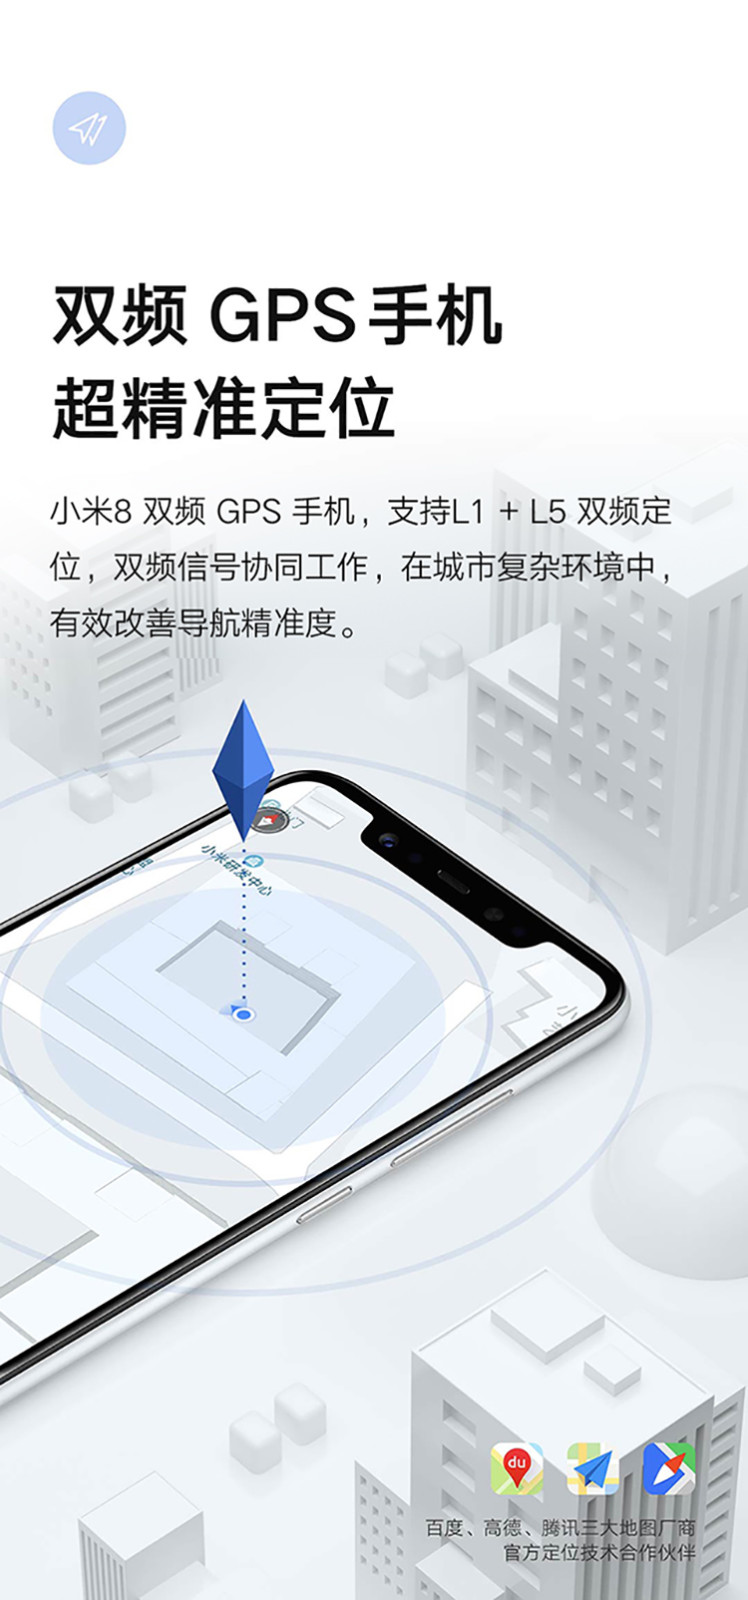 双频 GPS手机
超精准定位
小米8 双频 GPS 手机，支持L1 + L5 双频定
位，双频信号协同工作，在城市复杂环境中，
有效改善导航精准度。
小米研发中心
du
百度、高德、腾讯三大地图厂商
官方定位技术合作伙伴